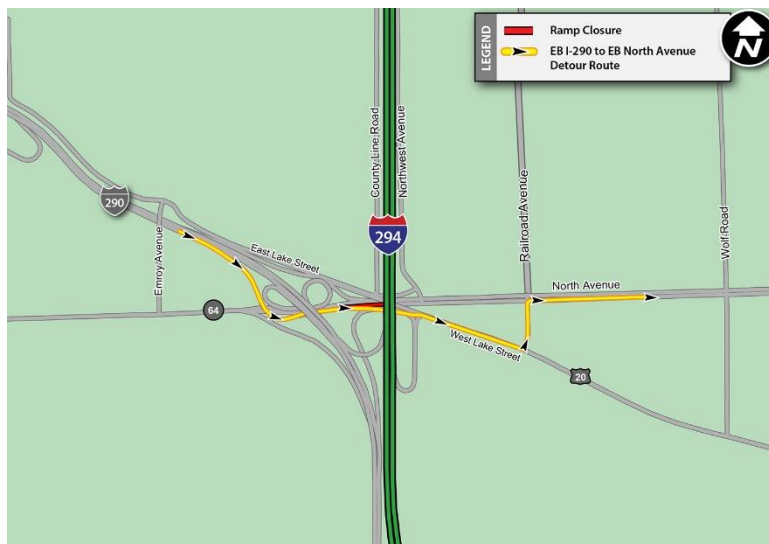 LEGEND
Ramp Closure
EB I-290 to EB North Avenue
Detour Route
N
County Line Road
Northwest Avenue
Railroad Avenue
Wolf Road
290
Emroy Avenue
East Lake Street
294
64
North Avenue
West Lake Street
20